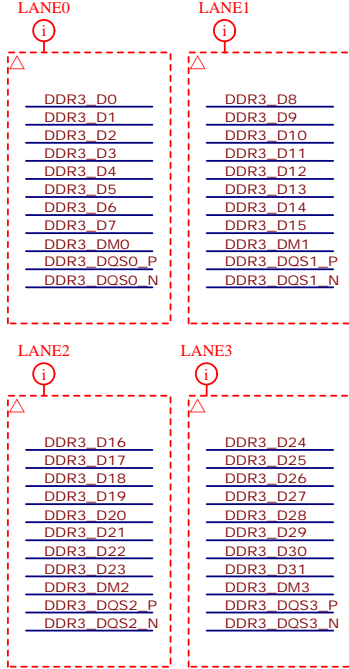 LANE0
i
DDR3_D0
DDR3_D1
DDR3_D2
DDR3_D3
DDR3_D4
DDR3_D5
DDR3_D6
DDR3_D7
DDR3_DM0
DDR3_DQS0_P
DDR3_DQS0_N
LANE1
i
DDR3_D8
DDR3_D9
DDR3_D10
DDR3_D11
DDR3_D12
DDR3_D13
DDR3_D14
DDR3_D15
DDR3_DM1
DDR3_DQS1_P
DDR3_DQS1_N
LANE2
i
DDR3_D16
DDR3_D17
DDR3_D18
DDR3_D19
DDR3_D20
DDR3_D21
DDR3_D22
DDR3_D23
DDR3_DM2
DDR3_DQS2_P
DDR3_DQS2_N
LANE3
i
DDR3_D24
DDR3_D25
DDR3_D26
DDR3_D27
DDR3_D28
DDR3_D29
DDR3_D30
DDR3_D31
DDR3_DM3
DDR3_DQS3_P
DDR3_DQS3_N